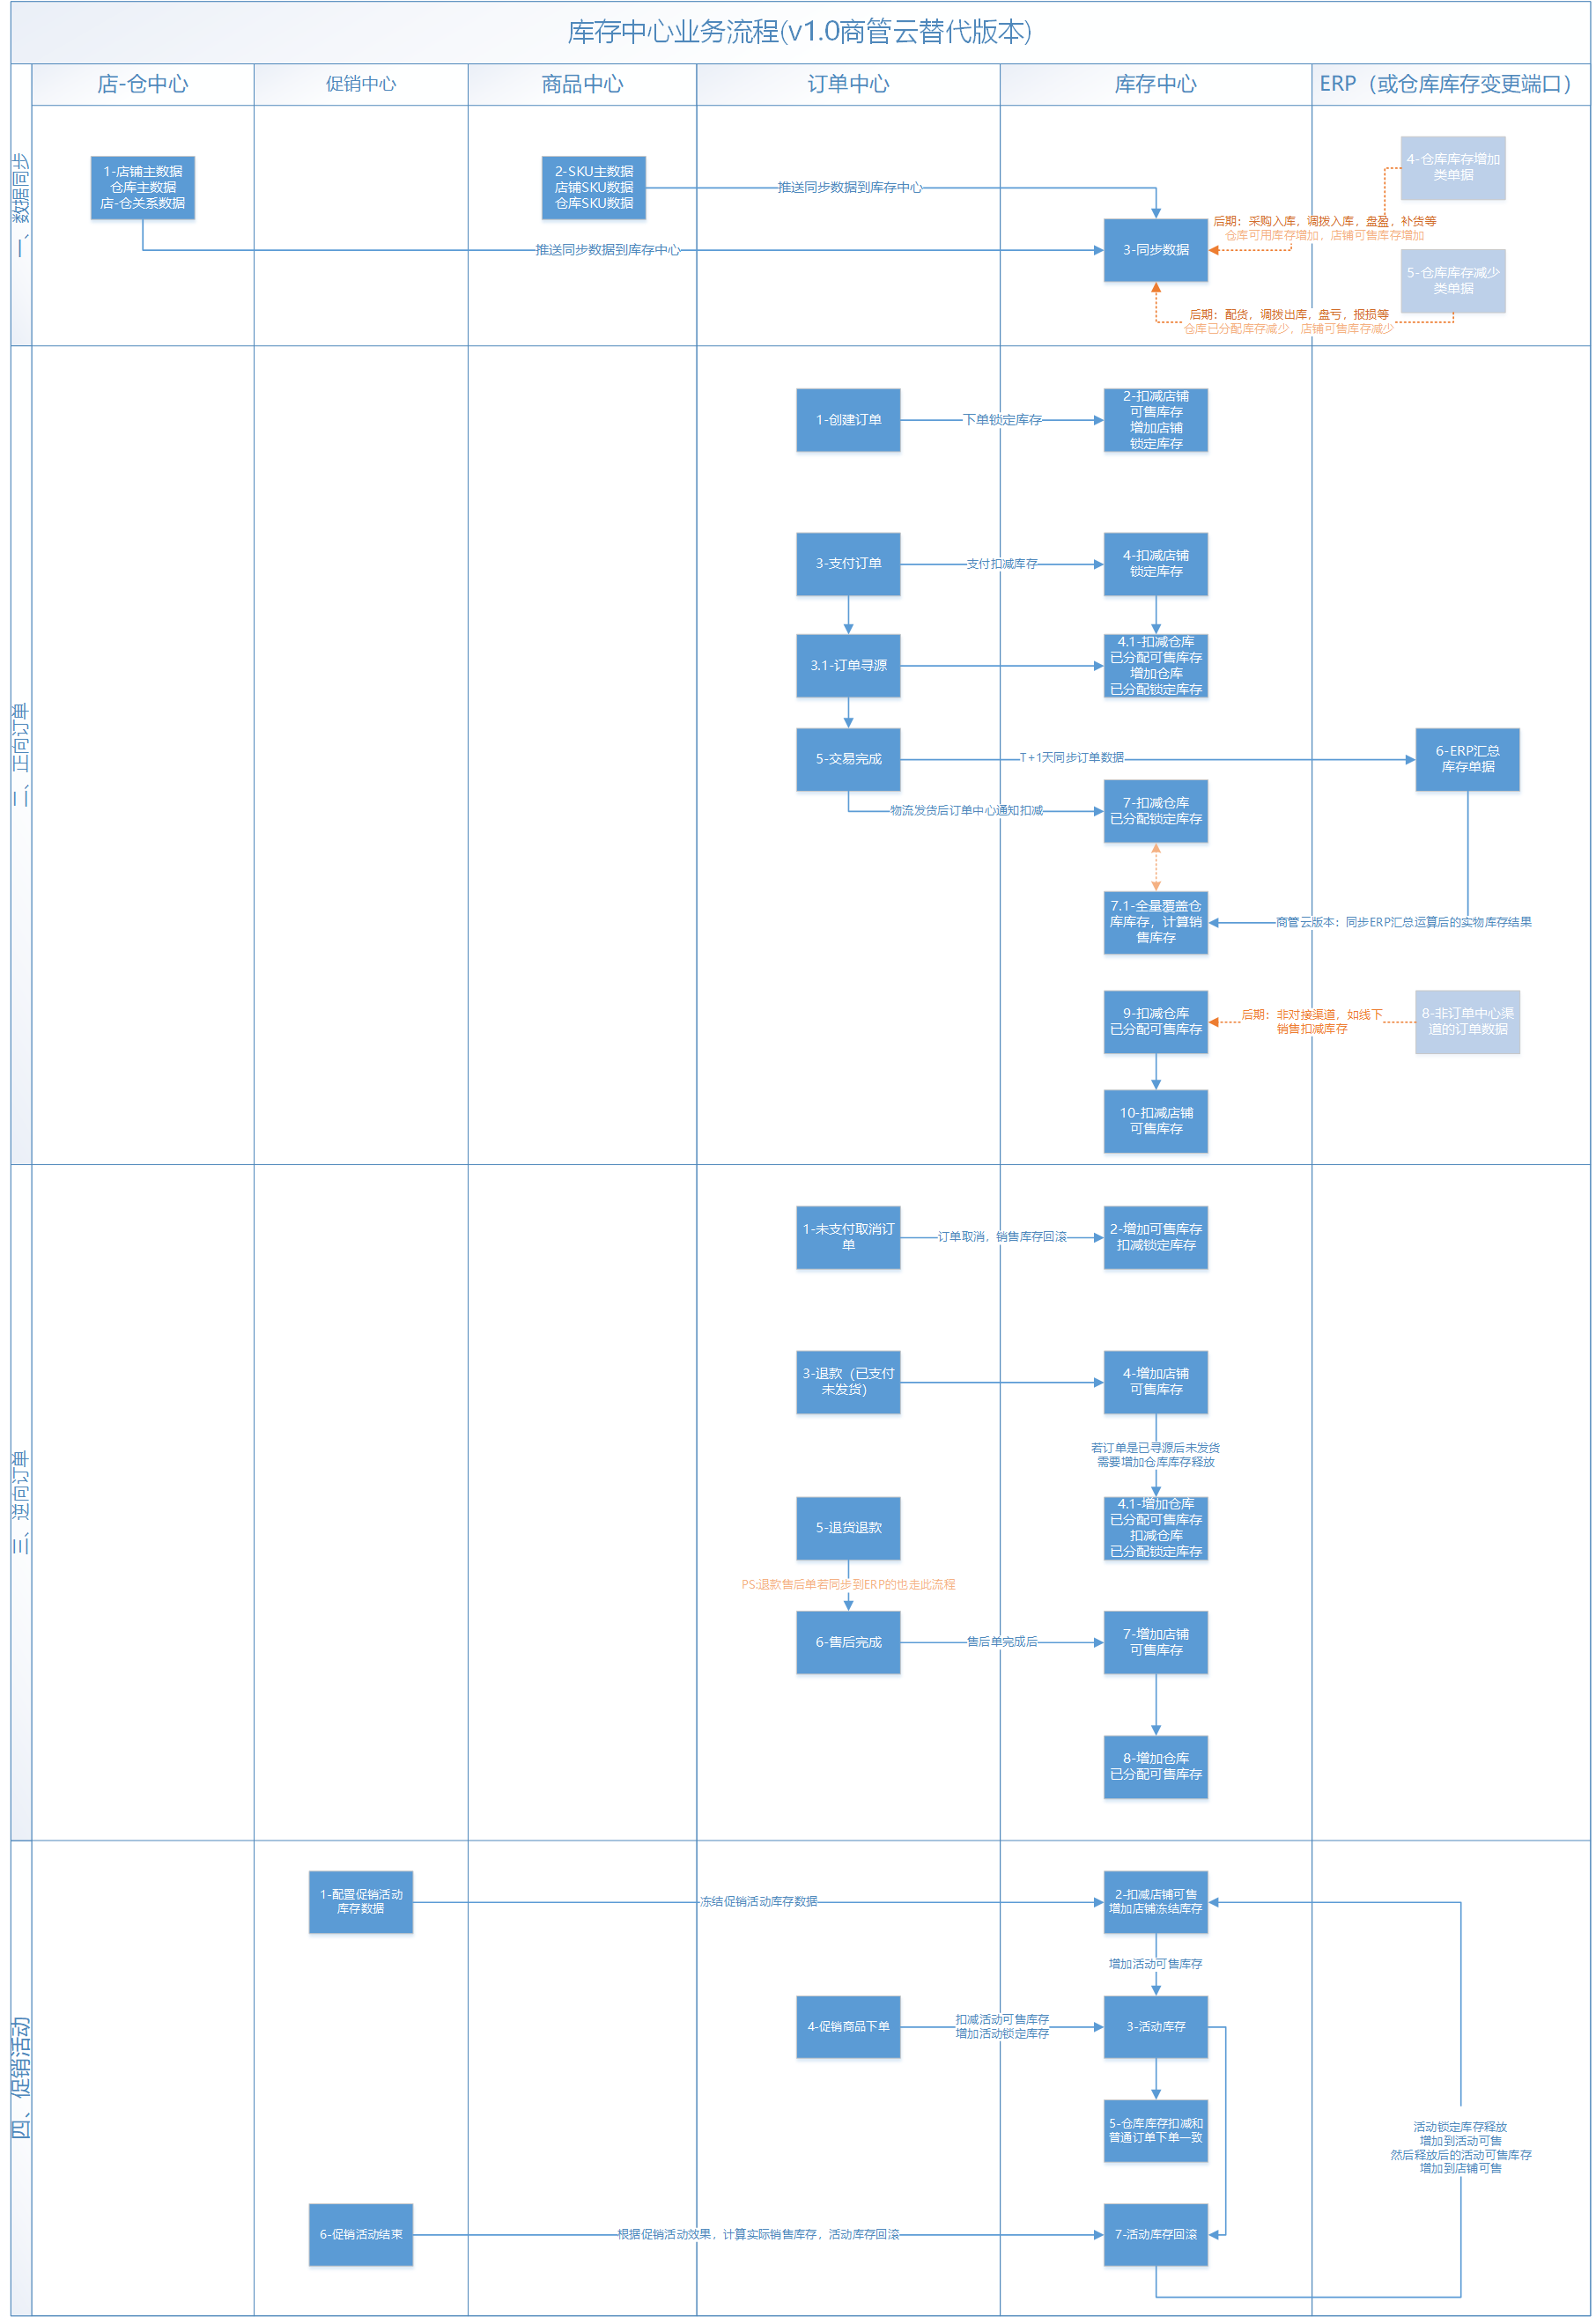 库存中心业务流程(v1.0商管云替代版本)
店-仓中心
促销中心
商品中心
订单中心
库存中心
ERP（或仓库库存变更端口）
一、数据同步
1-店铺主数据
仓库主数据
店-仓关系数据
2-SKU主数据
店铺SKU数据
仓库SKU数据
推送同步数据到库存中心
推送同步数据到库存中心
3-同步数据
4-仓库库存增加
类单据
后期：采购入库，调拨入库，盘盈，补货等
仓库可用库存增加，店铺可售库存增加
5-仓库库存减少
类单据
后期：配货，调拨出库，盘亏，报损等
仓库已分配库存减少，店铺可售库存减少
二、正向订单
1-创建订单
下单锁定库存
2-扣减店铺
可售库存
增加店铺
锁定库存
3-支付订单
支付扣减库存
4-扣减店铺
锁定库存
3.1-订单寻源
4.1-扣减仓库
已分配可售库存
增加仓库
已分配锁定库存
5-交易完成
T+1天同步订单数据
6-ERP汇总
库存单据
物流发货后订单中心通知扣减
7-扣减仓库
已分配锁定库存
7.1-全量覆盖仓
库库存，计算销
售库存
商管云版本：同步ERP汇总运算后的实物库存结果
9-扣减仓库
已分配可售库存
后期：非对接渠道，如线下
销售扣减库存
8-非订单中心渠
道的订单数据
10-扣减店铺
可售库存
三、逆向订单
1-未支付取消订
单
订单取消，销售库存回滚
2-增加可售库存
扣减锁定库存
3-退款（已支付
未发货）
4-增加店铺
可售库存
若订单是已寻源后未发货
需要增加仓库库存释放
5-退货退款
4.1-增加仓库
已分配可售库存
扣减仓库
已分配锁定库存
PS:退款售后单若同步到ERP的也走此流程
6-售后完成
售后单完成后
7-增加店铺
可售库存
8-增加仓库
已分配可售库存
四、促销活动
1-配置促销活动
库存数据
冻结促销活动库存数据
2-扣减店铺可售
增加店铺冻结库存
增加活动可售库存
4-促销商品下单
扣减活动可售库存
增加活动锁定库存
3-活动库存
5-仓库库存扣减和
普通订单下单一致
活动锁定库存释放
增加到活动可售
然后释放后的活动可售库存
增加到店铺可售
6-促销活动结束
根据促销活动效果，计算实际销售库存，活动库存回滚
7-活动库存回滚